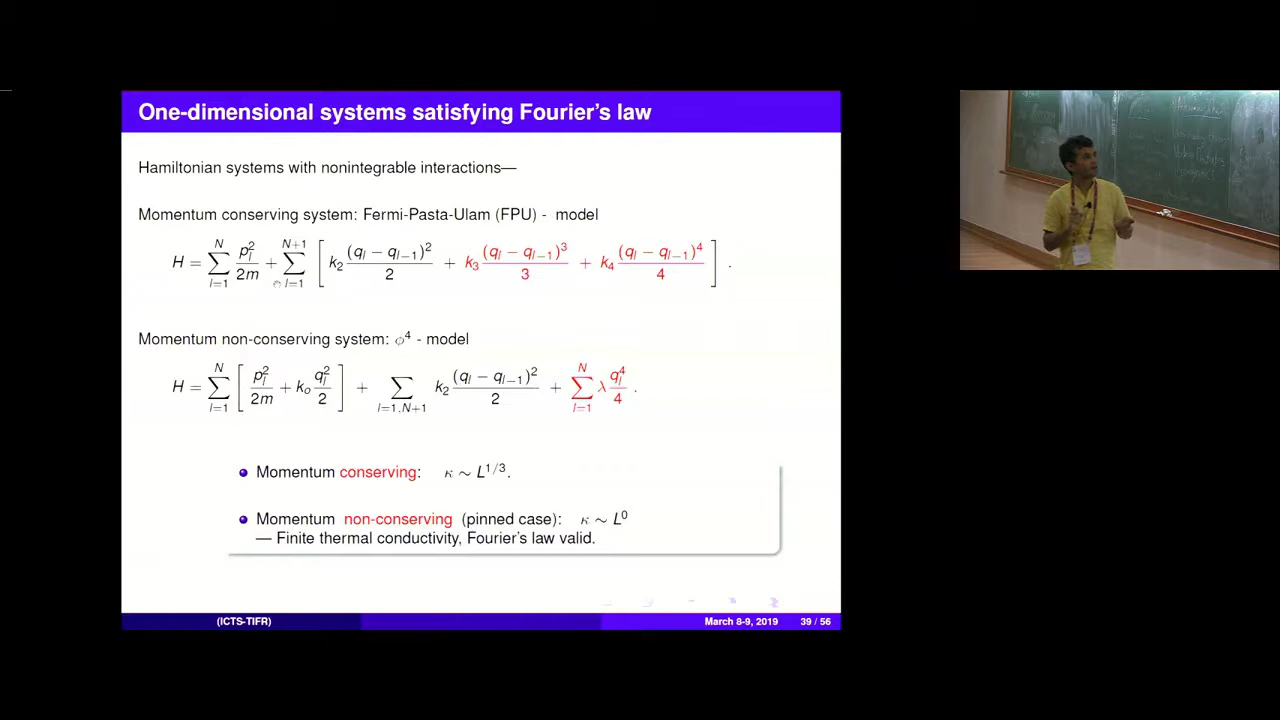 One-dimensional systems satisfying Fourier's law
Hamiltonian systems with nonintegrable interactions—
Momentum conserving system: Fermi-Pasta-Ulam (FPU) - model
H = ∑_{l=1}^{N} p_l^2/2m + ∑_{l=1}^{N+1} [ k_2 (q_l − q_{l−1})^2/2 + k_3 (q_l − q_{l−1})^3/3 + k_4 (q_l − q_{l−1})^4/4 ] .
Momentum non-conserving system: ϕ^4 - model
H = ∑_{l=1}^{N} [ p_l^2/2m + k_o q_l^2/2 ] + ∑_{l=1,N+1} k_2 (q_l − q_{l−1})^2/2 + ∑_{l=1}^{N} λ q_l^4/4 .
Momentum conserving: κ ∼ L^{1/3}.
Momentum non-conserving (pinned case): κ ∼ L^0
— Finite thermal conductivity, Fourier's law valid.
(ICTS-TIFR) March 8-9, 2019 39 / 56